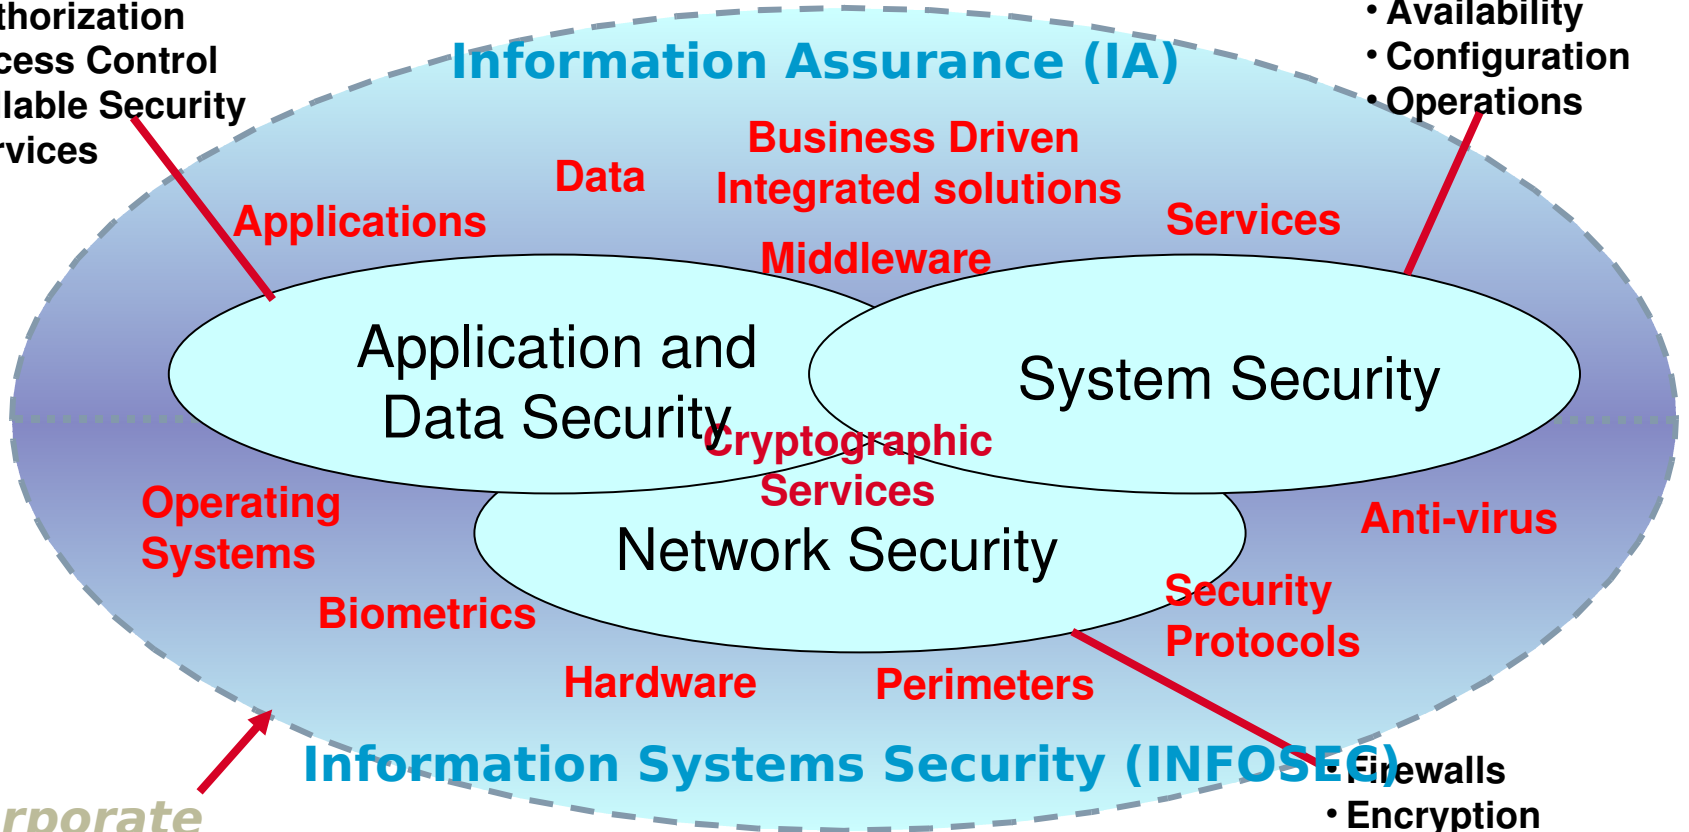 thorization
cess Control
llable Security
rvices
• Availability
• Configuration
• Operations
Information Assurance (IA)
Business Driven
Integrated solutions
Data
Applications
Services
Middleware
Application and
Data Security
System Security
Cryptographic
Services
Network Security
Operating
Systems
Anti-virus
Biometrics
Security
Protocols
Hardware
Perimeters
Information Systems Security (INFOSEC)
• Firewalls
• Encryption
rporate